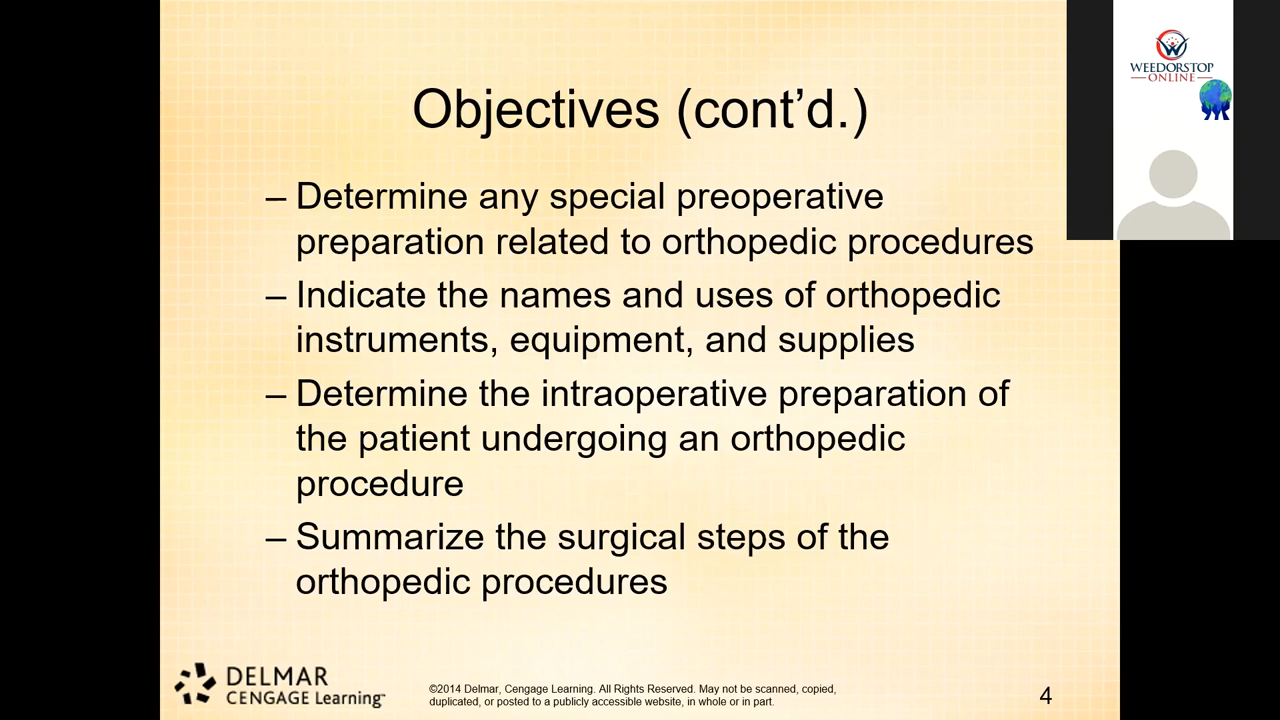 Objectives (cont’d.)
– Determine any special preoperative
preparation related to orthopedic procedures
– Indicate the names and uses of orthopedic
instruments, equipment, and supplies
– Determine the intraoperative preparation of
the patient undergoing an orthopedic
procedure
– Summarize the surgical steps of the
orthopedic procedures
DELMAR
CENGAGE Learning™
©2014 Delmar, Cengage Learning. All Rights Reserved. May not be scanned, copied,
duplicated, or posted to a publicly accessible website, in whole or in part.
4
WEEDORSTOP
ONLINE